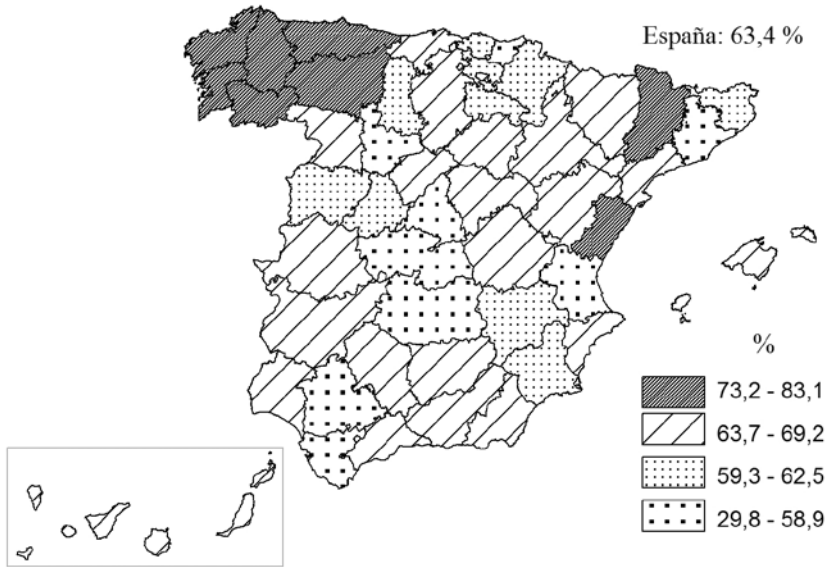 España: 63,4 %
%
73,2 - 83,1
63,7 - 69,2
59,3 - 62,5
29,8 - 58,9